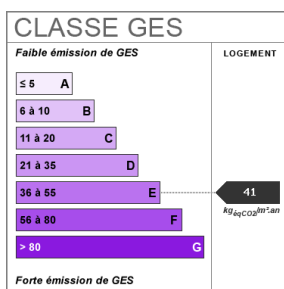 CLASSE GES
Faible émission de GES
LOGEMENT
≤ 5 A
6 à 10 B
11 à 20 C
21 à 35 D
36 à 55 E
41
kgéqCO2/m².an
56 à 80 F
> 80 G
Forte émission de GES